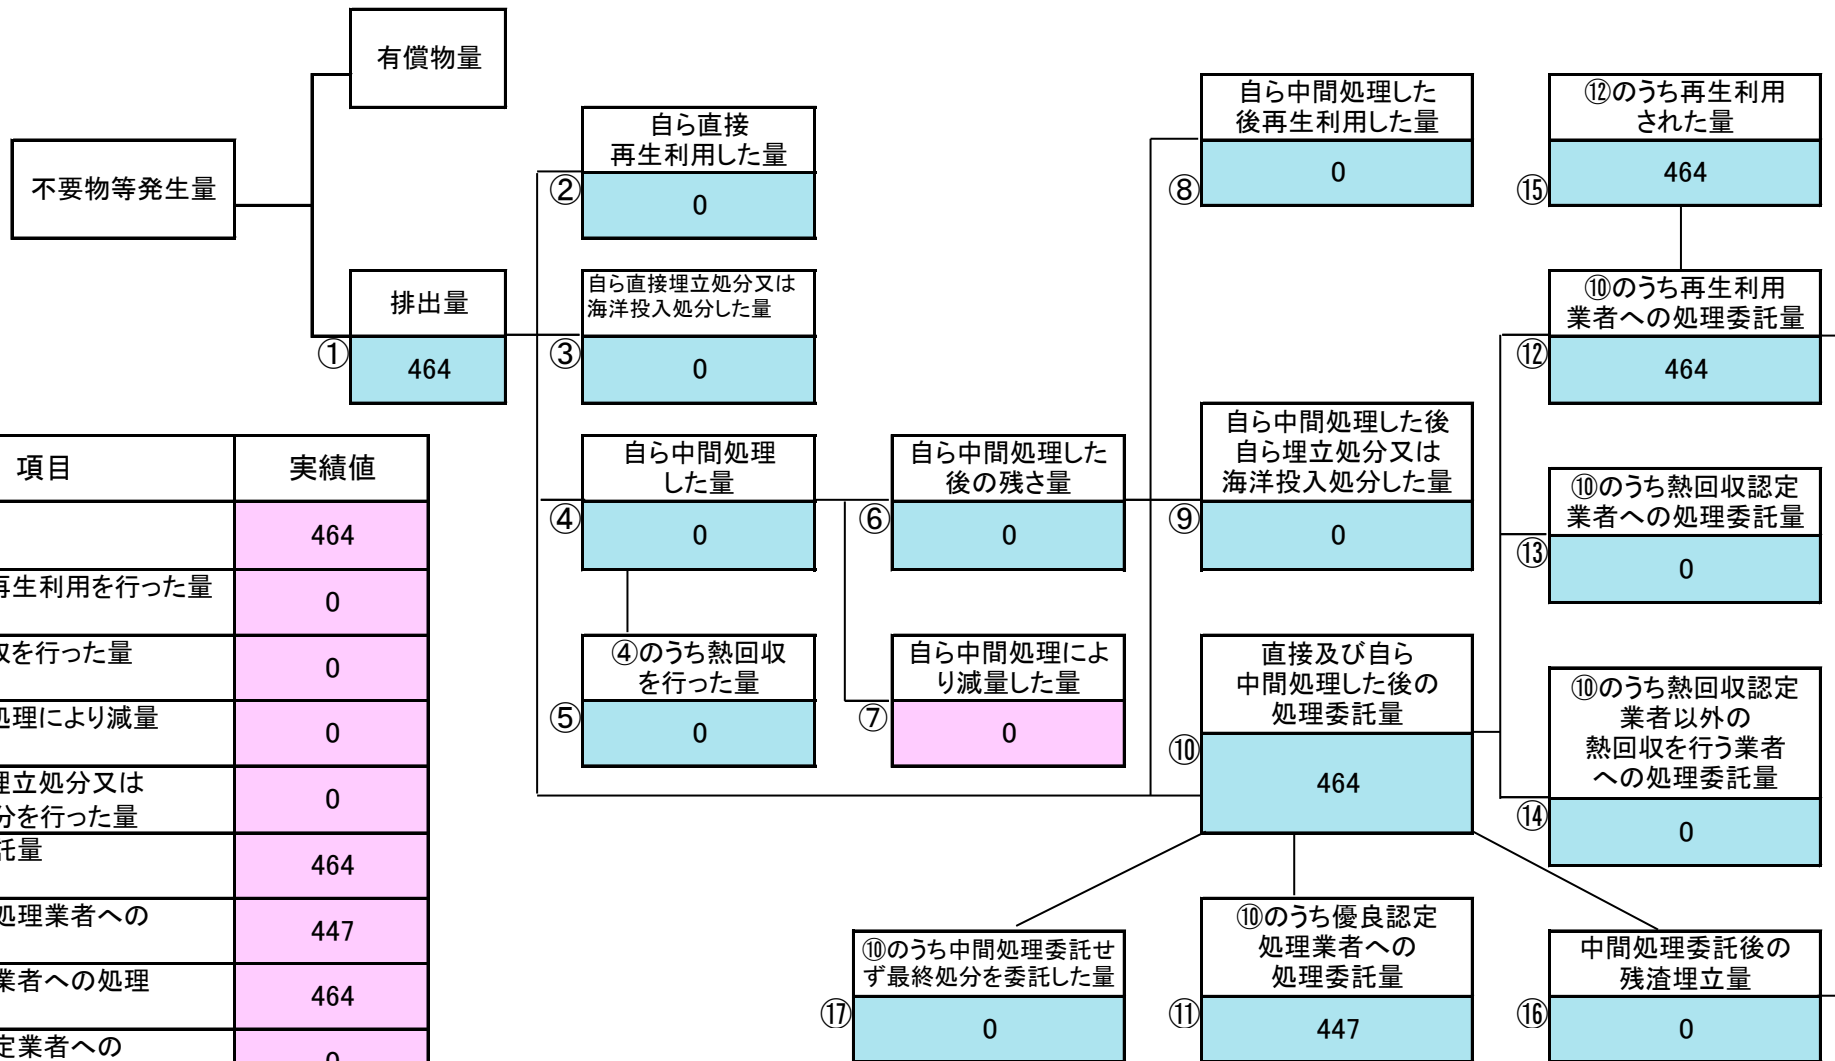 有償物量
不要物等発生量
排出量
①
464
自ら直接
再生利用した量
②
0
自ら直接埋立処分又は
海洋投入処分した量
③
0
自ら中間処理
した量
④
0
④のうち熱回収
を行った量
⑤
0
自ら中間処理した
後の残さ量
⑥
0
自ら中間処理によ
り減量した量
⑦
0
自ら中間処理した
後再生利用した量
⑧
0
自ら中間処理した後
自ら埋立処分又は
海洋投入処分した量
⑨
0
直接及び自ら
中間処理した後の
処理委託量
⑩
464
⑫のうち再生利用
された量
⑮
464
⑩のうち再生利用
業者への処理委託量
⑫
464
⑩のうち熱回収認定
業者への処理委託量
⑬
0
⑩のうち熱回収認定
業者以外の
熱回収を行う業者
への処理委託量
⑭
0
⑩のうち中間処理委託せ
ず最終処分を委託した量
⑰
0
⑩のうち優良認定
処理業者への
処理委託量
⑪
447
中間処理委託後の
残渣埋立量
⑯
0
項目 実績値
464
再生利用を行った量 0
収を行った量 0
処理により減量 0
埋立処分又は
分を行った量 0
託量 464
処理業者への 447
業者への処理 464
定業者への 0